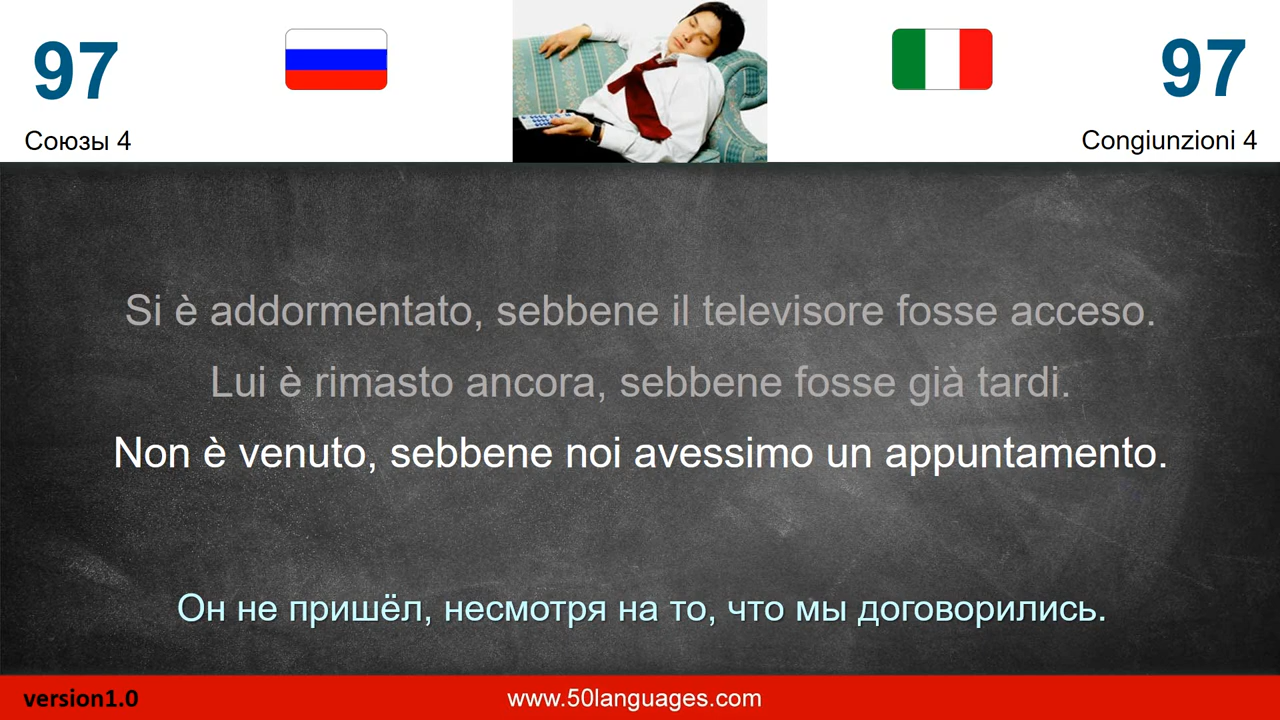 97
97
Союзы 4
Congiunzioni 4
Si è addormentato, sebbene il televisore fosse acceso.
Lui è rimasto ancora, sebbene fosse già tardi.
Non è venuto, sebbene noi avessimo un appuntamento.
Он не пришёл, несмотря на то, что мы договорились.
version1.0
www.50languages.com